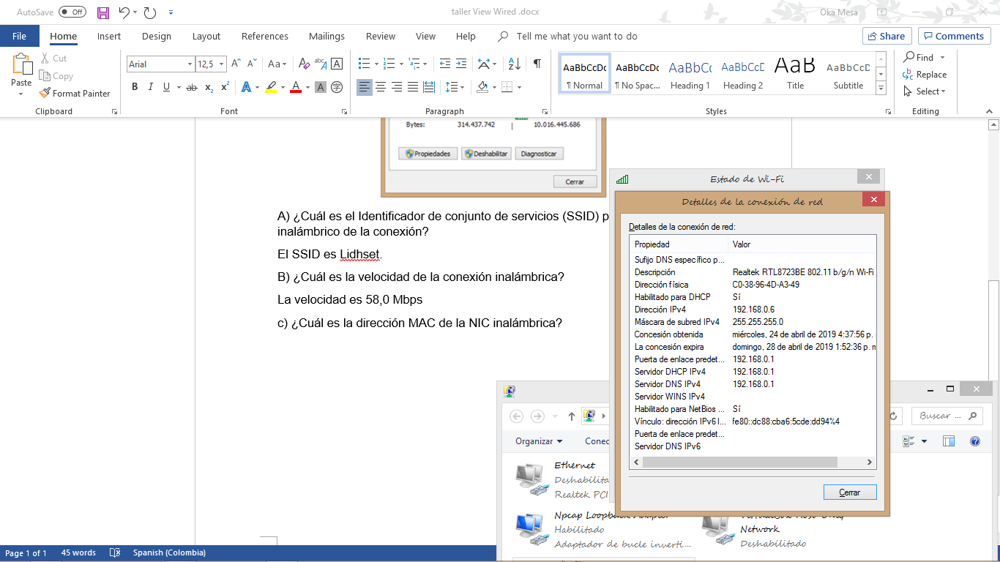 AutoSave Off
taller View Wired .docx
Oka Mesa
File Home Insert Design Layout References Mailings Review View Help Tell me what you want to do Share Comments
Paste
Cut
Copy
Format Painter
Clipboard
Arial 12,5
Font
Paragraph
AaBbCcDc AaBbCcDc AaBbCc AaBbCcD AaB AaBbCcD
¶ Normal ¶ No Spac... Heading 1 Heading 2 Title Subtitle
Styles
Find
Replace
Select
Editing
Bytes: 314.437.742 | 10.016.445.686
Propiedades Deshabilitar Diagnosticar
Cerrar
A) ¿Cuál es el Identificador de conjunto de servicios (SSID) p
inalámbrico de la conexión?
El SSID es Lidhset.
B) ¿Cuál es la velocidad de la conexión inalámbrica?
La velocidad es 58,0 Mbps
c) ¿Cuál es la dirección MAC de la NIC inalámbrica?
Estado de Wi-Fi
Detalles de la conexión de red
Detalles de la conexión de red:
Propiedad Valor
Sufijo DNS específico p...
Descripción Realtek RTL8723BE 802.11 b/g/n Wi-Fi
Dirección física C0-38-96-4D-A3-49
Habilitado para DHCP Sí
Dirección IPv4 192.168.0.6
Máscara de subred IPv4 255.255.255.0
Concesión obtenida miércoles, 24 de abril de 2019 4:37:56 p.
La concesión expira domingo, 28 de abril de 2019 1:52:36 p. m
Puerta de enlace predet... 192.168.0.1
Servidor DHCP IPv4 192.168.0.1
Servidor DNS IPv4 192.168.0.1
Servidor WINS IPv4
Habilitado para NetBios ... Sí
Vínculo: dirección IPv6 l... fe80::dc88:cba6:5cde:dd94%4
Puerta de enlace predet...
Servidor DNS IPv6
Cerrar
Buscar ...
Organizar Conec
Ethernet
Deshabilita
Realtek PCI
Npcap Loopback Adapter
Habilitado
Adaptador de bucle inverti...
Network
Deshabilitado
Page 1 of 1 45 words Spanish (Colombia)